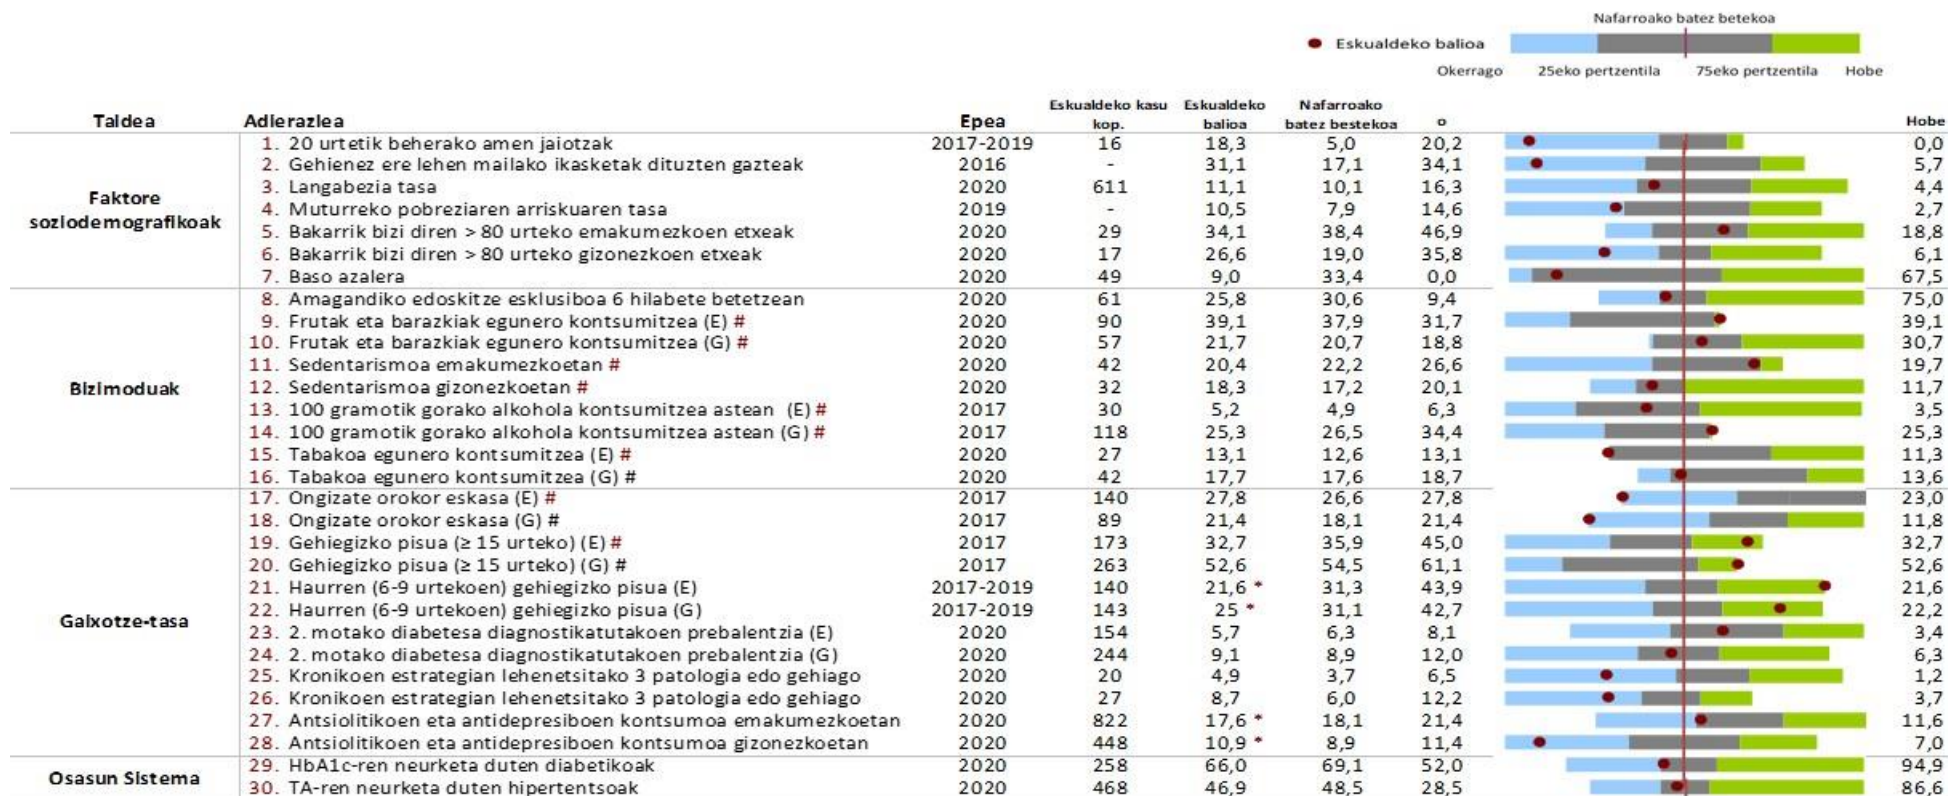 Nafarroako batez betekoa
Eskualdeko balioa
Okerrago 25eko pertzentila 75eko pertzentila Hobe
Taldea Adierazlea Epea Eskualdeko kasu kop. Eskualdeko balioa Nafarroako batez bestekoa o Hobe
Faktore soziodemografikoak
1. 20 urtetik beherako amen jaiotzak 2017-2019 16 18,3 5,0 20,2 0,0
2. Gehienez ere lehen mailako ikasketak dituzten gazteak 2016 - 31,1 17,1 34,1 5,7
3. Langabezia tasa 2020 611 11,1 10,1 16,3 4,4
4. Muturreko pobreziaren arriskuaren tasa 2019 - 10,5 7,9 14,6 2,7
5. Bakarrik bizi diren > 80 urteko emakumezkoen etxeak 2020 29 34,1 38,4 46,9 18,8
6. Bakarrik bizi diren > 80 urteko gizonezkoen etxeak 2020 17 26,6 19,0 35,8 6,1
7. Baso azalera 2020 49 9,0 33,4 0,0 67,5
Bizimoduak
8. Amagandiko edoskitze esklusiboa 6 hilabete betetzean 2020 61 25,8 30,6 9,4 75,0
9. Frutak eta barazkiak egunero kontsumitzea (E) # 2020 90 39,1 37,9 31,7 39,1
10. Frutak eta barazkiak egunero kontsumitzea (G) # 2020 57 21,7 20,7 18,8 30,7
11. Sedentarismoa emakumezkoetan # 2020 42 20,4 22,2 26,6 19,7
12. Sedentarismoa gizonezkoetan # 2020 32 18,3 17,2 20,1 11,7
13. 100 gramotik gorako alkohola kontsumitzea astean (E) # 2017 30 5,2 4,9 6,3 3,5
14. 100 gramotik gorako alkohola kontsumitzea astean (G) # 2017 118 25,3 26,5 34,4 25,3
15. Tabakoa egunero kontsumitzea (E) # 2020 27 13,1 12,6 13,1 11,3
16. Tabakoa egunero kontsumitzea (G) # 2020 42 17,7 17,6 18,7 13,6
Gaixotze-tasa
17. Ongizate orokor eskasa (E) # 2017 140 27,8 26,6 27,8 23,0
18. Ongizate orokor eskasa (G) # 2017 89 21,4 18,1 21,4 11,8
19. Gehiegizko pisua (≥ 15 urteko) (E) # 2017 173 32,7 35,9 45,0 32,7
20. Gehiegizko pisua (≥ 15 urteko) (G) # 2017 263 52,6 54,5 61,1 52,6
21. Haurren (6-9 urtekoen) gehiegizko pisua (E) 2017-2019 140 21,6 * 31,3 43,9 21,6
22. Haurren (6-9 urtekoen) gehiegizko pisua (G) 2017-2019 143 25 * 31,1 42,7 22,2
23. 2. motako diabetesa diagnostikatutakoen prebalentzia (E) 2020 154 5,7 6,3 8,1 3,4
24. 2. motako diabetesa diagnostikatutakoen prebalentzia (G) 2020 244 9,1 8,9 12,0 6,3
25. Kronikoen estrategian lehenetsitako 3 patologia edo gehiago 2020 20 4,9 3,7 6,5 1,2
26. Kronikoen estrategian lehenetsitako 3 patologia edo gehiago 2020 27 8,7 6,0 12,2 3,7
27. Antsiolitikoen eta antidepresiboen kontsumoa emakumezkoetan 2020 822 17,6 * 18,1 21,4 11,6
28. Antsiolitikoen eta antidepresiboen kontsumoa gizonezkoetan 2020 448 10,9 * 8,9 11,4 7,0
Osasun Sistema
29. HbA1c-ren neurketa duten diabetikoak 2020 258 66,0 69,1 52,0 94,9
30. TA-ren neurketa duten hipertentsoak 2020 468 46,9 48,5 28,5 86,6